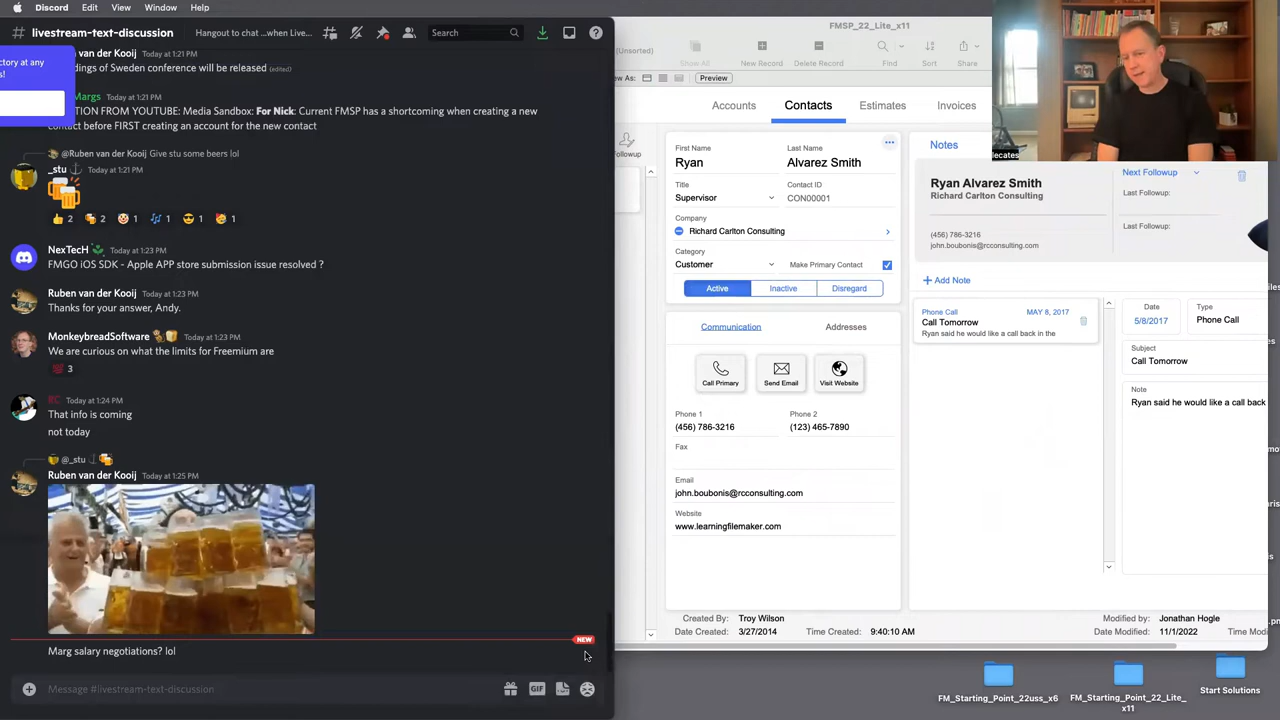 Discord File Edit View Window Help
livestream-text-discussion
Hangout to chat ...when Live...
Search
ctory at any
s!
van der Kooij Today at 1:21 PM
dings of Sweden conference will be released (edited)
Margs Today at 1:21 PM
TION FROM YOUTUBE: Media Sandbox: For Nick: Current FMSP has a shortcoming when creating a new
contact before FIRST creating an account for the new contact
@Ruben van der Kooij Give stu some beers lol
_stu Today at 1:21 PM
2 2 1 1 1 1
NexTecH Today at 1:23 PM
FMGO iOS SDK - Apple APP store submission issue resolved ?
Ruben van der Kooij Today at 1:23 PM
Thanks for your answer, Andy.
MonkeybreadSoftware Today at 1:23 PM
We are curious on what the limits for Freemium are
3
RC Today at 1:24 PM
That info is coming
not today
@_stu
Ruben van der Kooij Today at 1:25 PM
NEW
Marg salary negotiations? lol
Message #livestream-text-discussion
GIF
FMSP_22_Lite_x11
(Unsorted)
Show All
New Record
Delete Record
Find
Sort
Share
ew As:
Preview
Accounts
Contacts
Estimates
Invoices
Followup
First Name
Ryan
Last Name
Alvarez Smith
Title
Supervisor
Contact ID
CON00001
Company
Richard Carlton Consulting
Category
Customer
Make Primary Contact
Active
Inactive
Disregard
Communication
Addresses
Call Primary
Send Email
Visit Website
Phone 1
(456) 786-3216
Phone 2
(123) 465-7890
Fax
Email
john.boubonis@rcconsulting.com
Website
www.learningfilemaker.com
Created By: Troy Wilson
Date Created: 3/27/2014
Time Created: 9:40:10 AM
Notes
Ryan Alvarez Smith
Richard Carlton Consulting
(456) 786-3216
john.boubonis@rcconsulting.com
Next Followup
Last Followup:
Last Followup:
+ Add Note
Phone Call MAY 8, 2017
Call Tomorrow
Ryan said he would like a call back in the
Date
5/8/2017
Type
Phone Call
Subject
Call Tomorrow
Note
Ryan said he would like a call back
Modified by: Jonathan Hogle
Date Modified: 11/1/2022
Time Modi
ecates
FM_Starting_Point_22uss_x6
FM_Starting_Point_22_Lite_
x11
Start Solutions